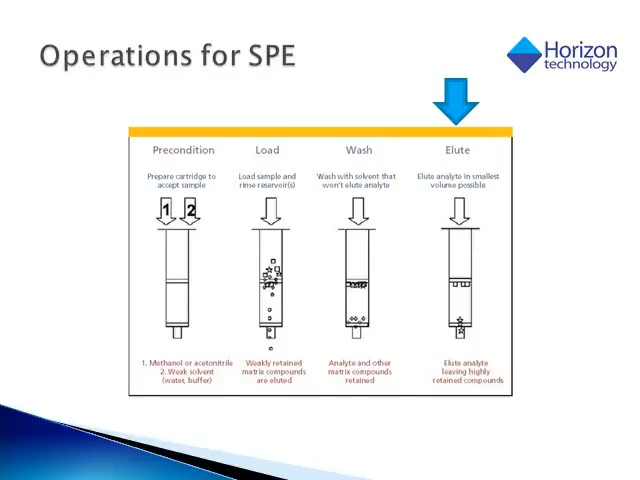 Operations for SPE
Horizon
technology
Precondition
Prepare cartridge to
accept sample
1 2
1. Methanol or acetonitrile
2. Weak solvent
(water, buffer)
Load
Load sample and
rinse reservoir(s)
Weakly retained
matrix compounds
are eluted
Wash
Wash with solvent that
won't elute analyte
Analyte and other
matrix compounds
retained
Elute
Elute analyte in smallest
volume possible
Elute analyte
leaving highly
retained compounds